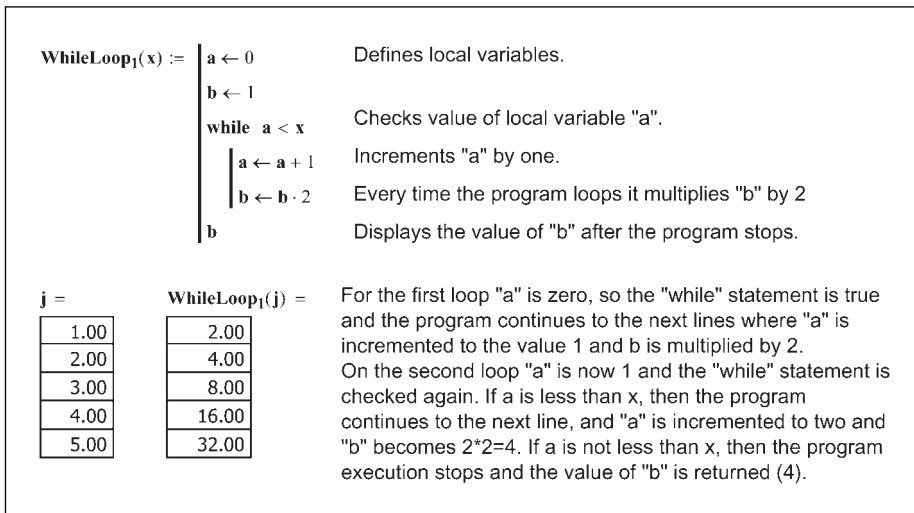 WhileLoop₁(x) := a ← 0 Defines local variables.
b ← 1
while a < x Checks value of local variable "a".
a ← a + 1 Increments "a" by one.
b ← b · 2 Every time the program loops it multiplies "b" by 2
b Displays the value of "b" after the program stops.
j = WhileLoop₁(j) =
1.00 2.00
2.00 4.00
3.00 8.00
4.00 16.00
5.00 32.00
For the first loop "a" is zero, so the "while" statement is true
and the program continues to the next lines where "a" is
incremented to the value 1 and b is multiplied by 2.
On the second loop "a" is now 1 and the "while" statement is
checked again. If a is less than x, then the program
continues to the next line, and "a" is incremented to two and
"b" becomes 2*2=4. If a is not less than x, then the program
execution stops and the value of "b" is returned (4).